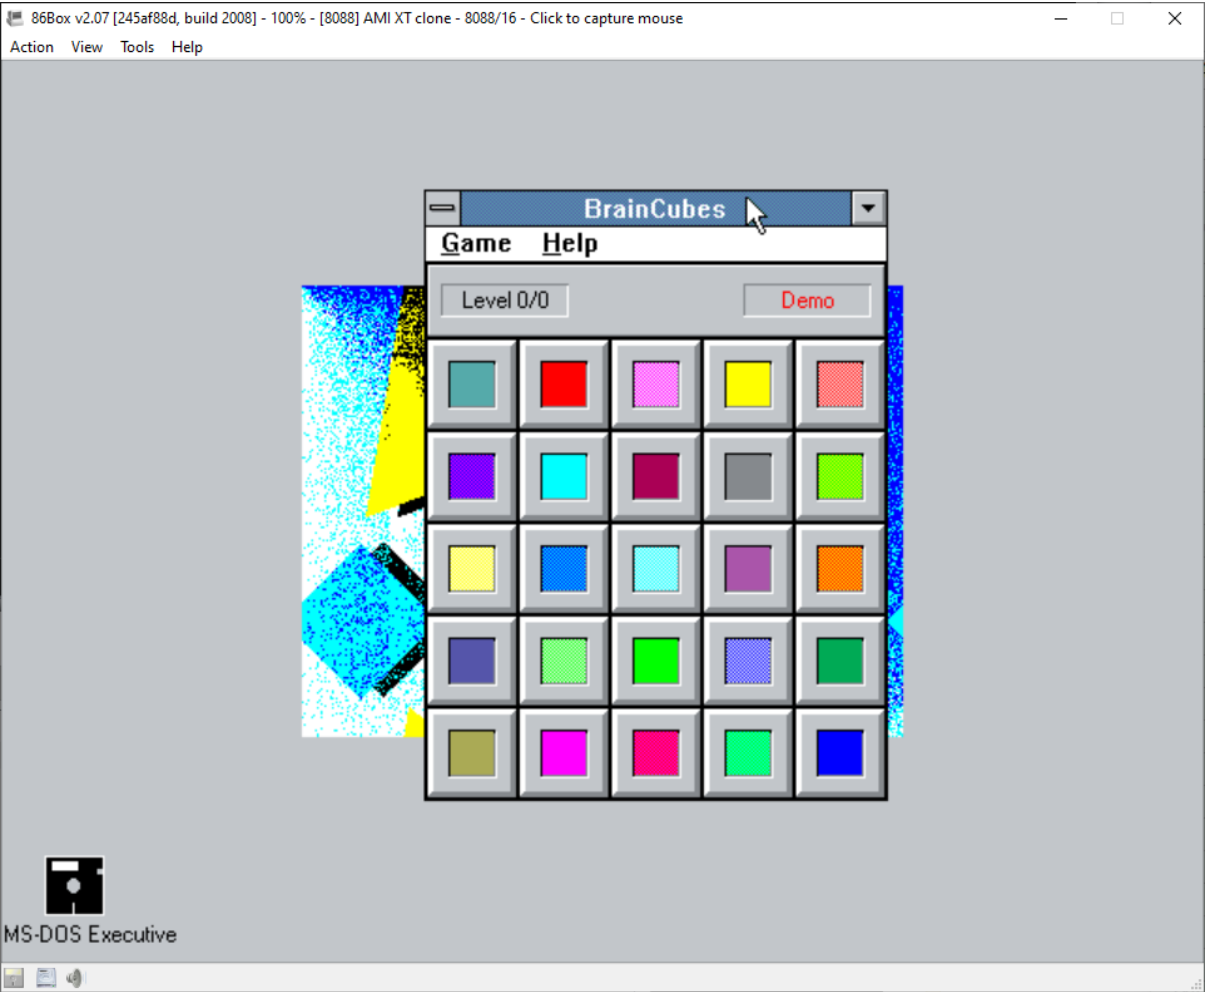 86Box v2.07 [245af88d, build 2008] - 100% - [8088] AMI XT clone - 8088/16 - Click to capture mouse
Action View Tools Help
BrainCubes
Game Help
Level 0/0 Demo
MS-DOS Executive